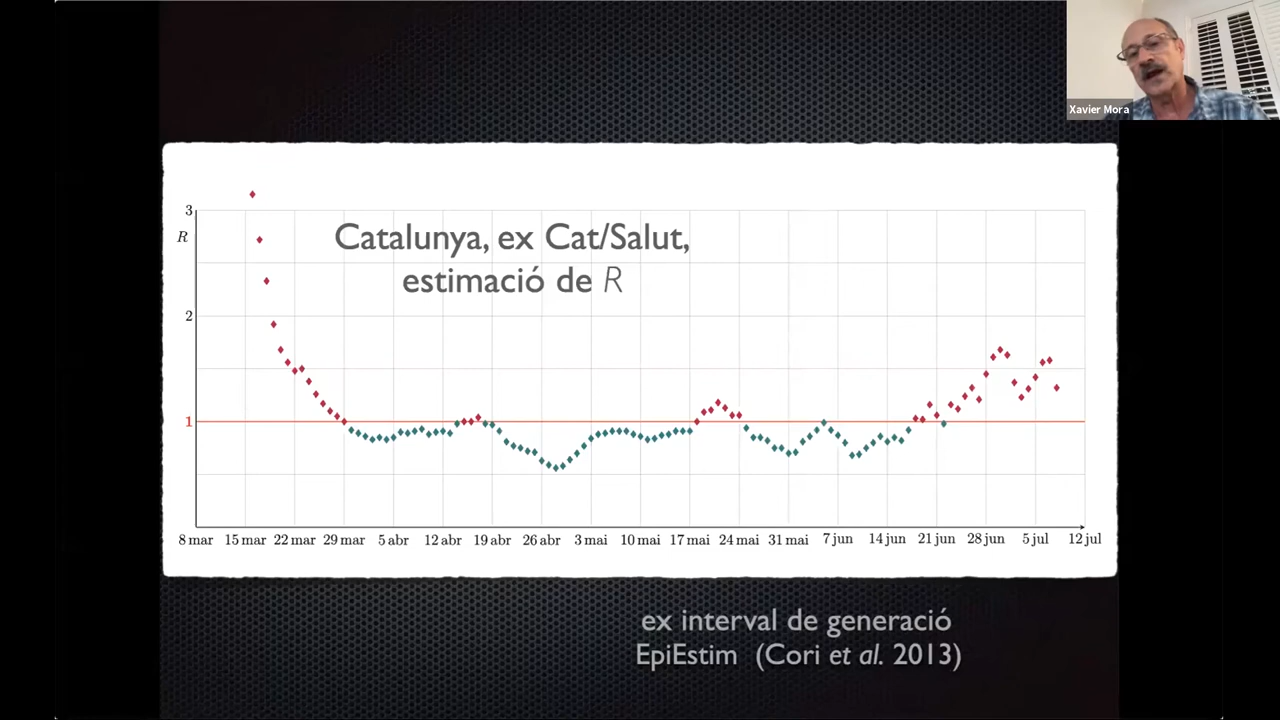 Xavier Mora
3
R
Catalunya, ex Cat/Salut,
estimació de R
2
1
8 mar 15 mar 22 mar 29 mar 5 abr 12 abr 19 abr 26 abr 3 mai 10 mai 17 mai 24 mai 31 mai 7 jun 14 jun 21 jun 28 jun 5 jul 12 jul
ex interval de generació
EpiEstim (Cori et al. 2013)